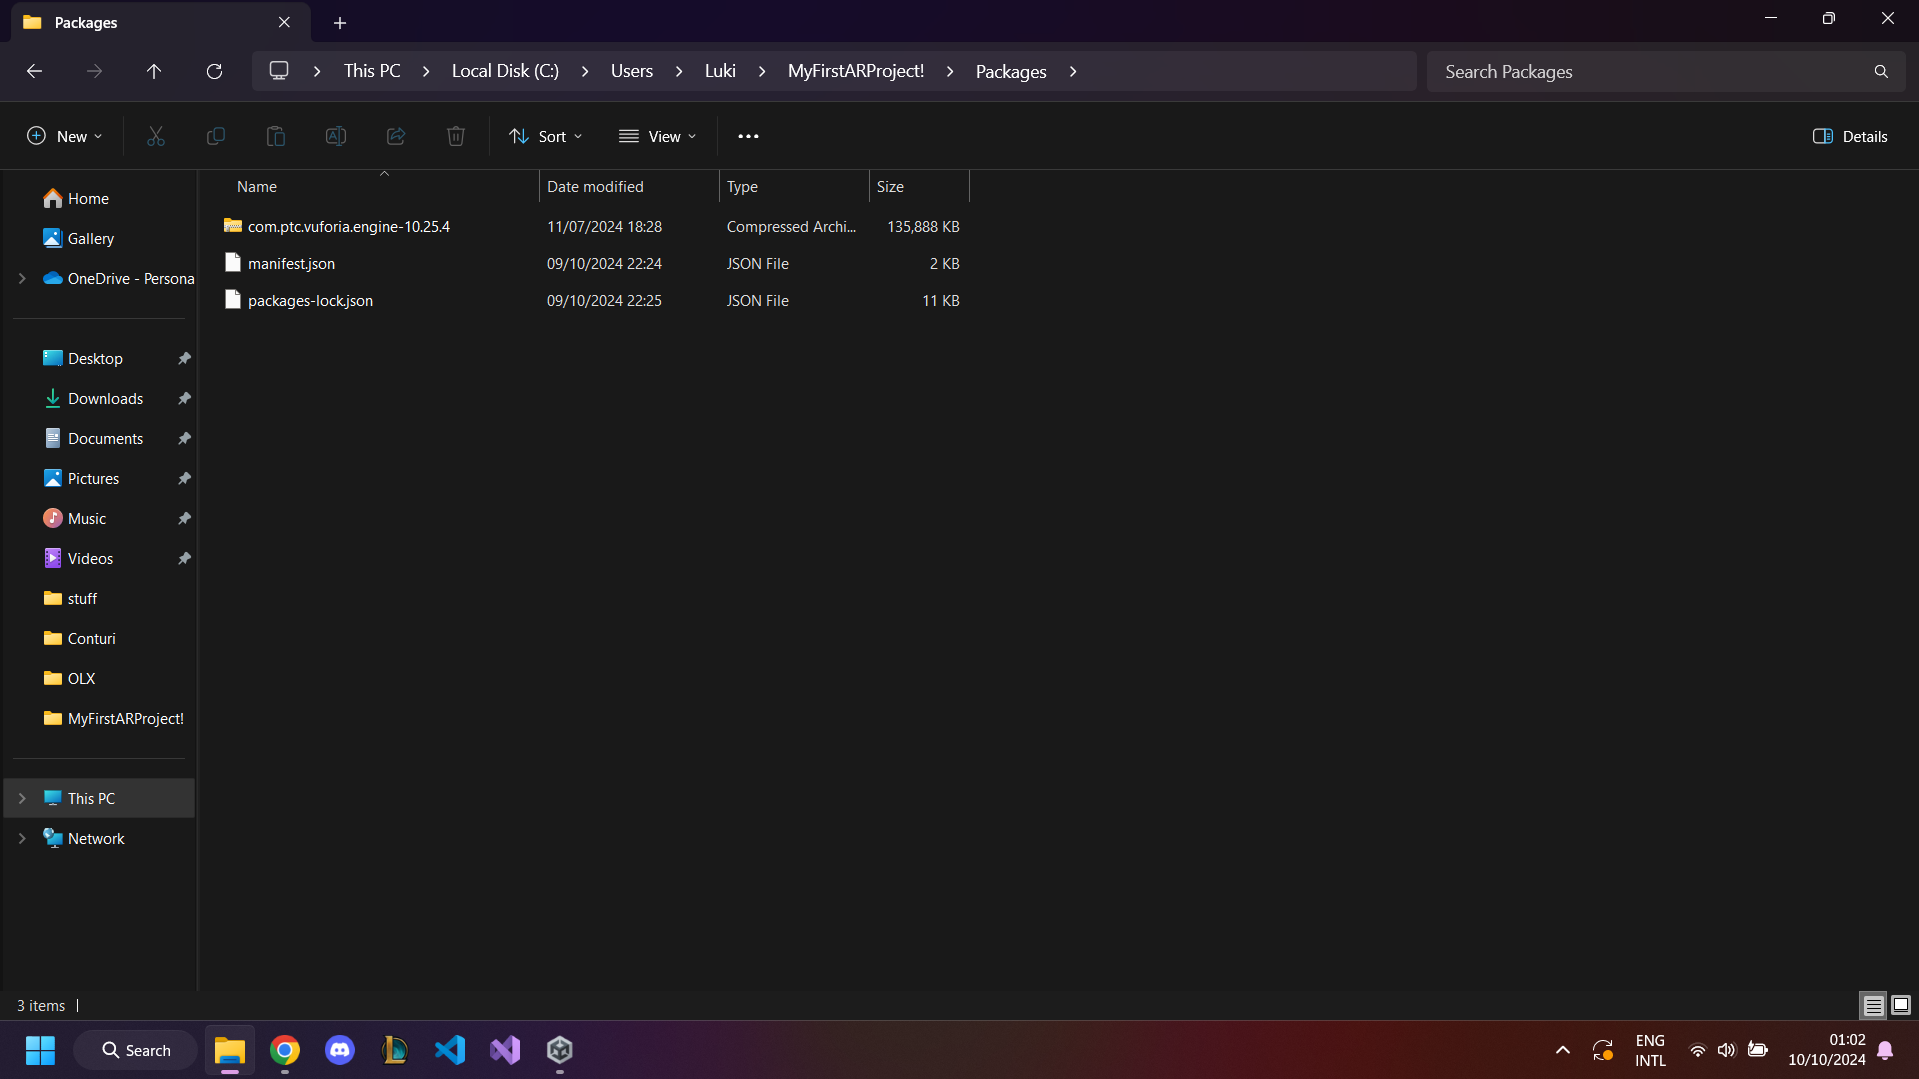 Packages
This PC
Local Disk (C:)
Users
Luki
MyFirstARProject!
Packages
Search Packages
New
Sort
View
Details
Name
Date modified
Type
Size
com.ptc.vuforia.engine-10.25.4
11/07/2024 18:28
Compressed Archi...
135,888 KB
manifest.json
09/10/2024 22:24
JSON File
2 KB
packages-lock.json
09/10/2024 22:25
JSON File
11 KB
Home
Gallery
OneDrive - Persona
Desktop
Downloads
Documents
Pictures
Music
Videos
stuff
Conturi
OLX
MyFirstARProject!
This PC
Network
3 items
Search
ENG
INTL
01:02
10/10/2024